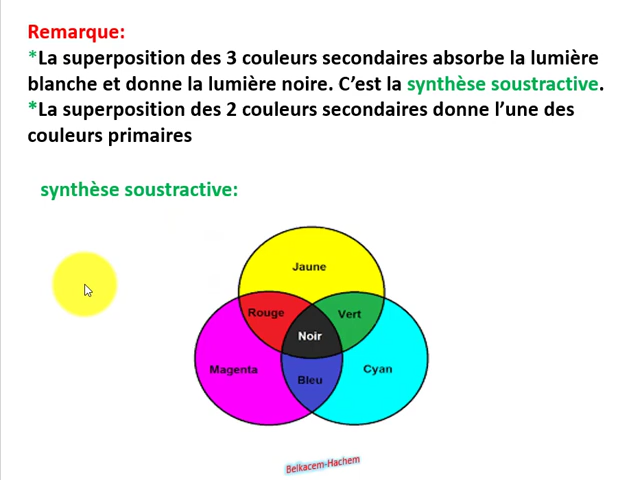 Remarque:
*La superposition des 3 couleurs secondaires absorbe la lumière
blanche et donne la lumière noire. C’est la synthèse soustractive.
*La superposition des 2 couleurs secondaires donne l’une des
couleurs primaires
synthèse soustractive:
Jaune
Rouge
Vert
Noir
Magenta
Cyan
Bleu
Belkacem-Hachem